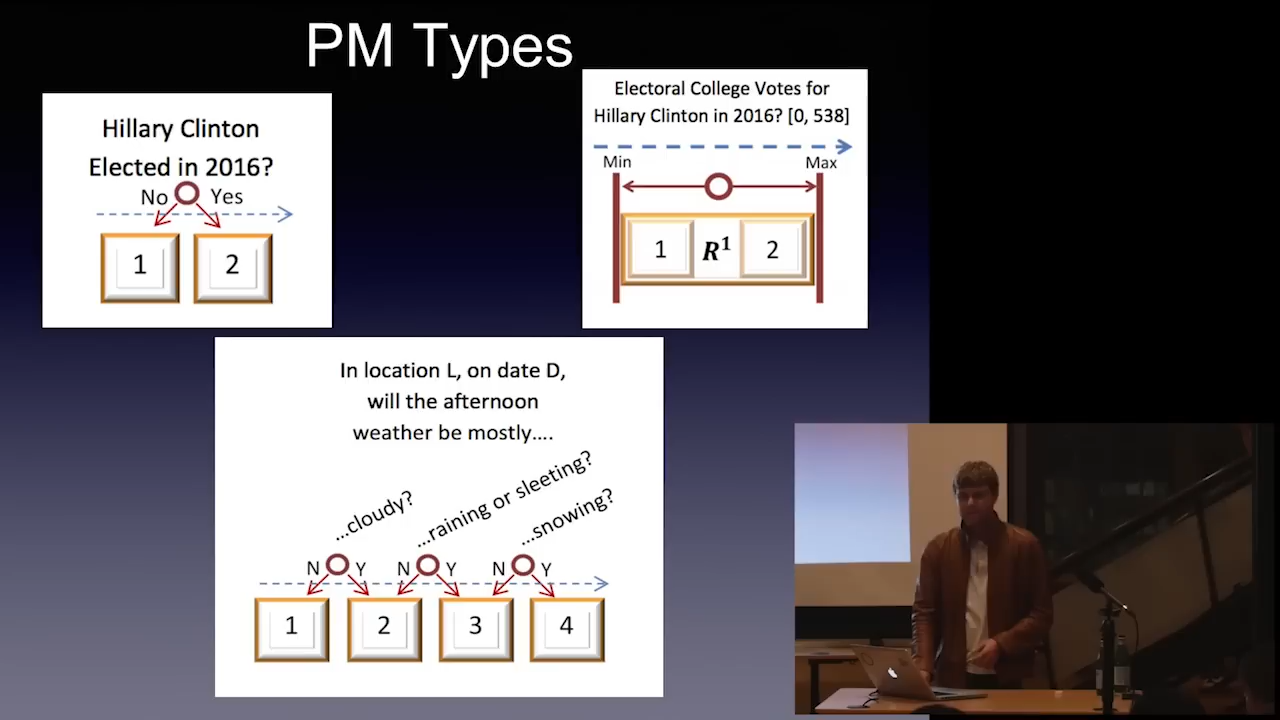 PM Types
Hillary Clinton
Elected in 2016?
No Yes
1 2
Electoral College Votes for
Hillary Clinton in 2016? [0, 538]
Min Max
1 R¹ 2
In location L, on date D,
will the afternoon
weather be mostly....
...cloudy?
...raining or sleeting?
...snowing?
N Y N Y N Y
1 2 3 4